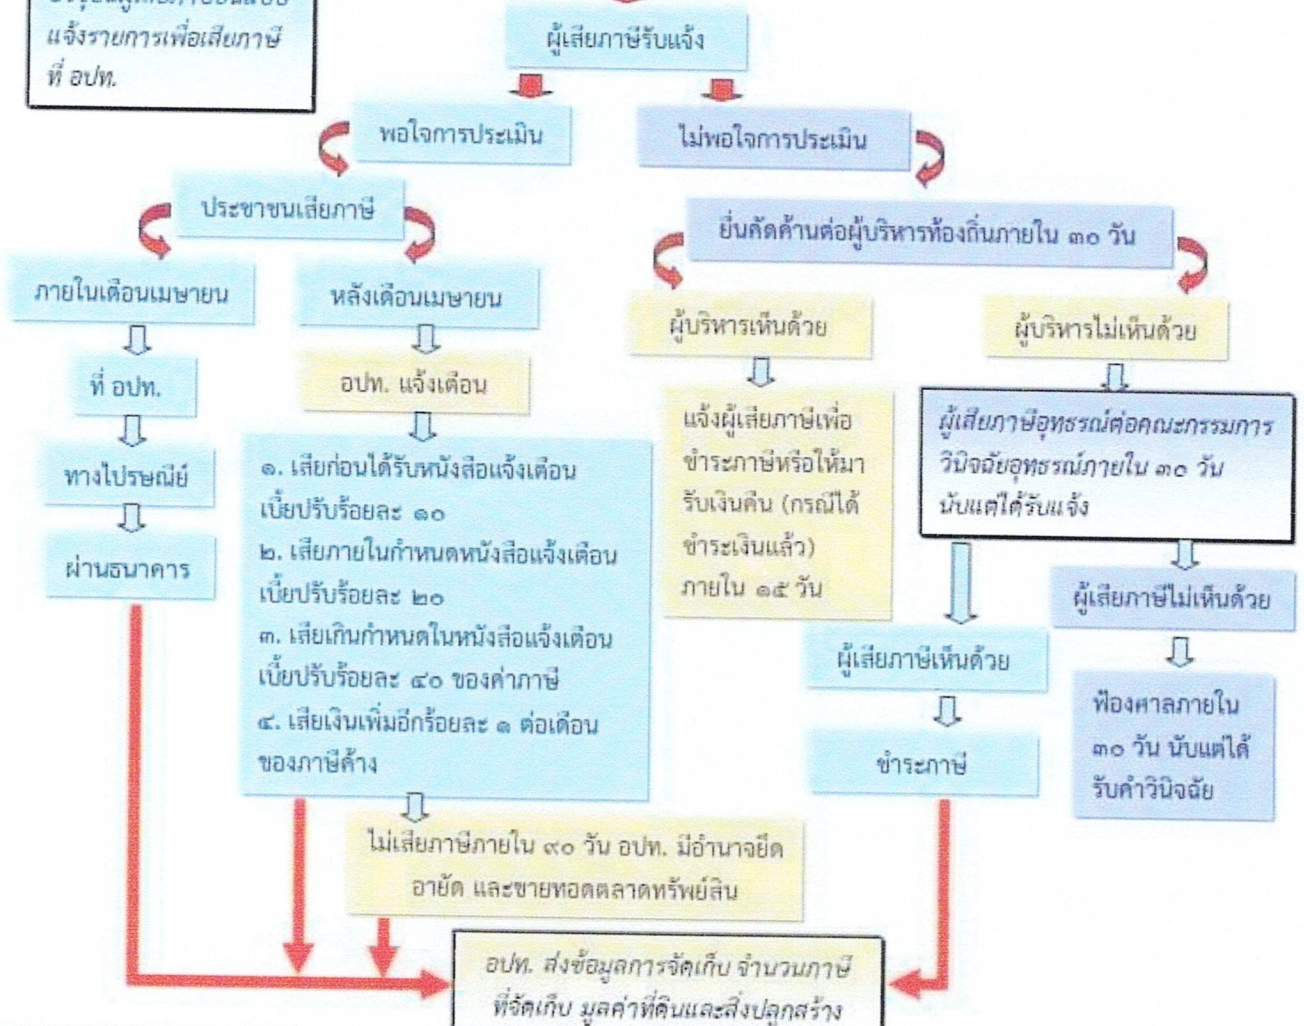 แจ้งรายการเพื่อเสียภาษี
ที่ อปท.
ผู้เสียภาษีรับแจ้ง
พอใจการประเมิน
ไม่พอใจการประเมิน
ประชาชนเสียภาษี
ยื่นคัดค้านต่อผู้บริหารท้องถิ่นภายใน ๓๐ วัน
ภายในเดือนเมษายน
หลังเดือนเมษายน
ผู้บริหารเห็นด้วย
ผู้บริหารไม่เห็นด้วย
ที่ อปท.
อปท. แจ้งเตือน
ทางไปรษณีย์
ผ่านธนาคาร
๑. เสียก่อนได้รับหนังสือแจ้งเตือน
เบี้ยปรับร้อยละ ๑๐
๒. เสียภายในกำหนดหนังสือแจ้งเตือน
เบี้ยปรับร้อยละ ๒๐
๓. เสียเกินกำหนดในหนังสือแจ้งเตือน
เบี้ยปรับร้อยละ ๔๐ ของค่าภาษี
๔. เสียเงินเพิ่มอีกร้อยละ ๑ ต่อเดือน
ของภาษีค้าง
แจ้งผู้เสียภาษีเพื่อ
ชำระภาษีหรือให้มา
รับเงินคืน (กรณีได้
ชำระเงินแล้ว)
ภายใน ๑๕ วัน
ผู้เสียภาษีอุทธรณ์ต่อคณะกรรมการ
วินิจฉัยอุทธรณ์ภายใน ๓๐ วัน
นับแต่ได้รับแจ้ง
ผู้เสียภาษีไม่เห็นด้วย
ผู้เสียภาษีเห็นด้วย
ชำระภาษี
ฟ้องศาลภายใน
๓๐ วัน นับแต่ได้
รับคำวินิจฉัย
ไม่เสียภาษีภายใน ๙๐ วัน อปท. มีอำนาจยึด
อายัด และขายทอดตลาดทรัพย์สิน
อปท. ส่งข้อมูลการจัดเก็บ จำนวนภาษี
ที่จัดเก็บ มูลค่าที่ดินและสิ่งปลูกสร้าง